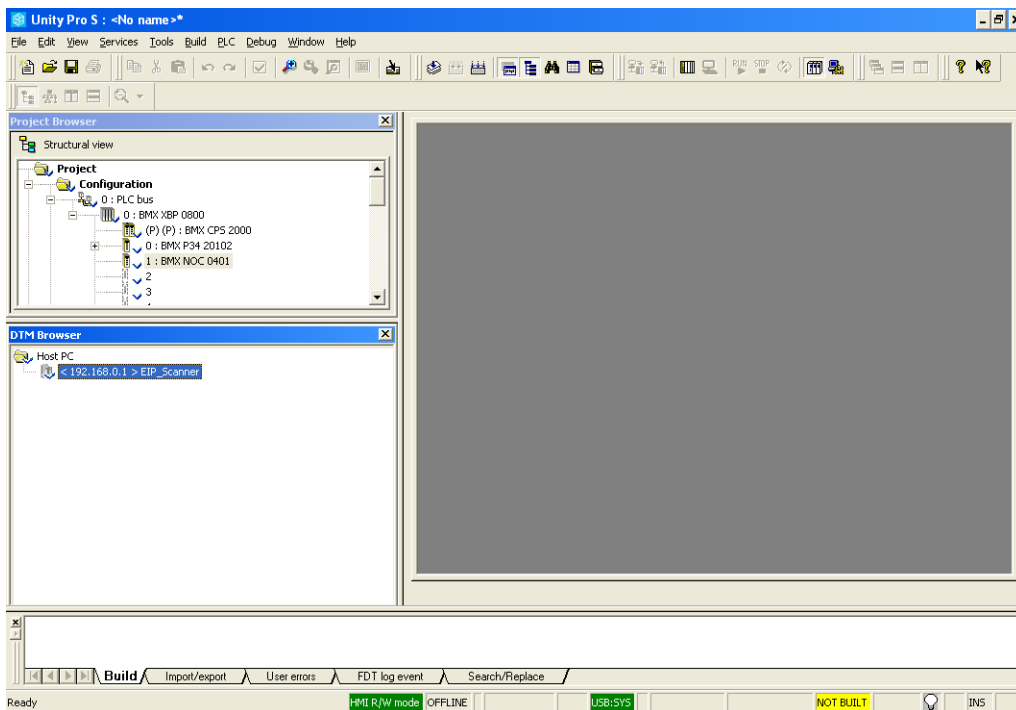 Unity Pro S : <No name>*
File Edit View Services Tools Build PLC Debug Window Help
RUN STOP
Project Browser
Structural view
Project
Configuration
0 : PLC bus
0 : BMX XBP 0800
(P) (P) : BMX CPS 2000
0 : BMX P34 20102
1 : BMX NOC 0401
2
3
DTM Browser
Host PC
< 192.168.0.1 > EIP_Scanner
Build Import/export User errors FDT log event Search/Replace
Ready HMI R/W mode OFFLINE USB:SYS NOT BUILT INS